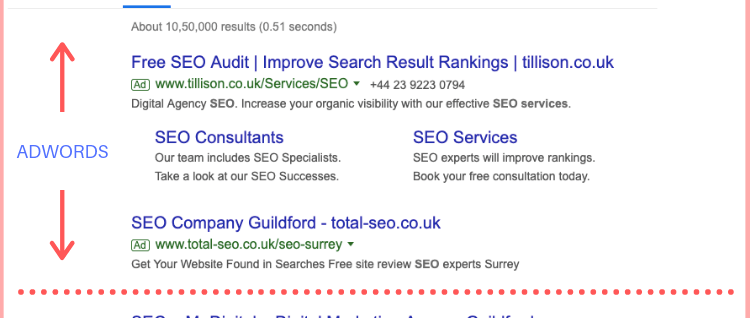 About 10,50,000 results (0.51 seconds)
Free SEO Audit | Improve Search Result Rankings | tillison.co.uk
Ad www.tillison.co.uk/Services/SEO +44 23 9223 0794
Digital Agency SEO. Increase your organic visibility with our effective SEO services.
ADWORDS
SEO Consultants
Our team includes SEO Specialists.
Take a look at our SEO Successes.
SEO Services
SEO experts will improve rankings.
Book your free consultation today.
SEO Company Guildford - total-seo.co.uk
Ad www.total-seo.co.uk/seo-surrey
Get Your Website Found in Searches Free site review SEO experts Surrey